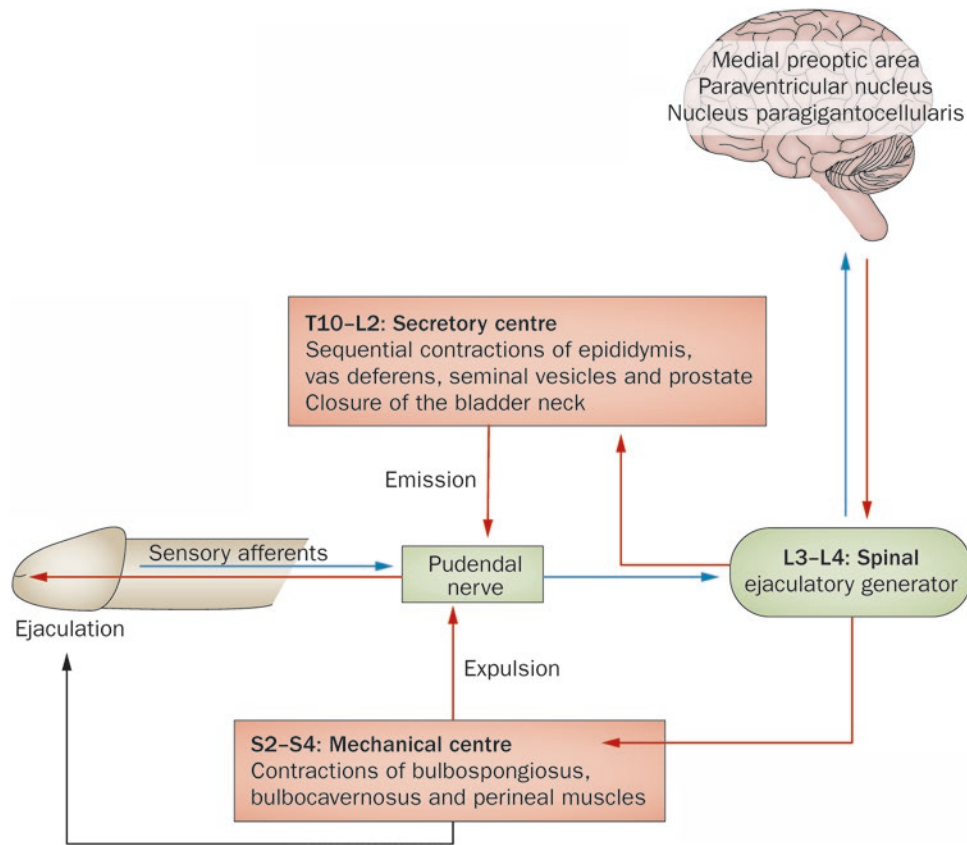 Medial preoptic area
Paraventricular nucleus
Nucleus paragigantocellularis
T10–L2: Secretory centre
Sequential contractions of epididymis,
vas deferens, seminal vesicles and prostate
Closure of the bladder neck
Emission
Sensory afferents
Pudendal
nerve
L3–L4: Spinal
ejaculatory generator
Ejaculation
Expulsion
S2–S4: Mechanical centre
Contractions of bulbospongiosus,
bulbocavernosus and perineal muscles